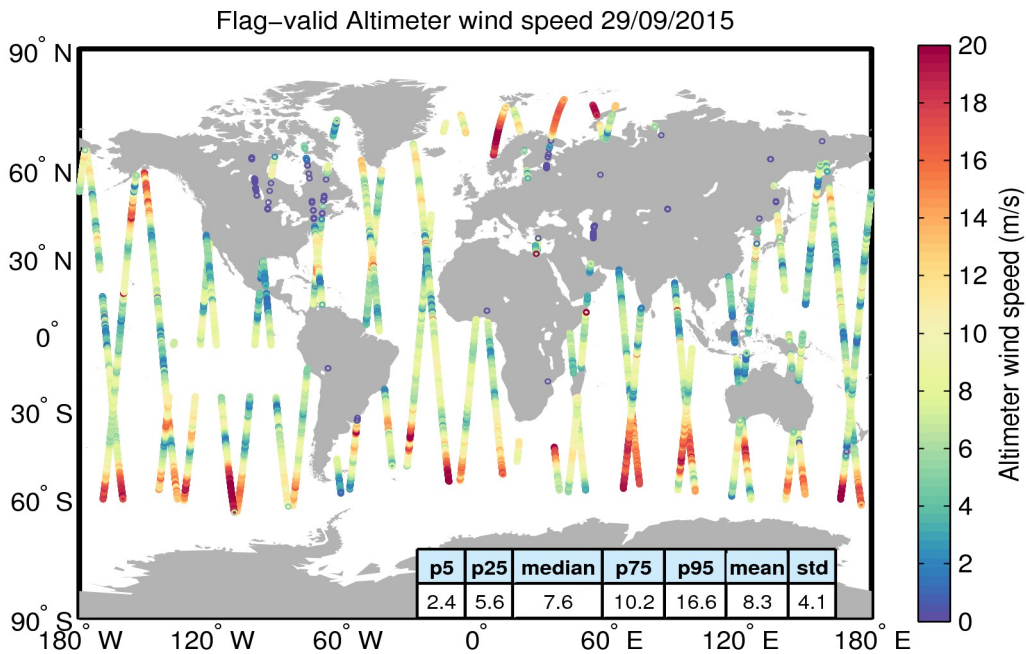 Flag−valid Altimeter wind speed 29/09/2015
90° N
60° N
30° N
0°
30° S
60° S
90° S
180° W
120° W
60° W
0°
60° E
120° E
180° E
p5 p25 median p75 p95 mean std
2.4 5.6 7.6 10.2 16.6 8.3 4.1
20
18
16
14
12
10
8
6
4
2
0
Altimeter wind speed (m/s)